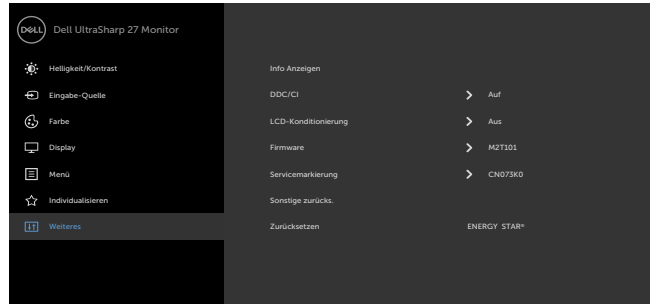 DELL Dell UltraSharp 27 Monitor
Helligkeit/Kontrast Info Anzeigen
Eingabe-Quelle DDC/CI Auf
Farbe LCD-Konditionierung Aus
Display Firmware M2T101
Menü Servicemarkierung CN073K0
Individualisieren Sonstige zurücks.
Weiteres Zurücksetzen ENERGY STAR®